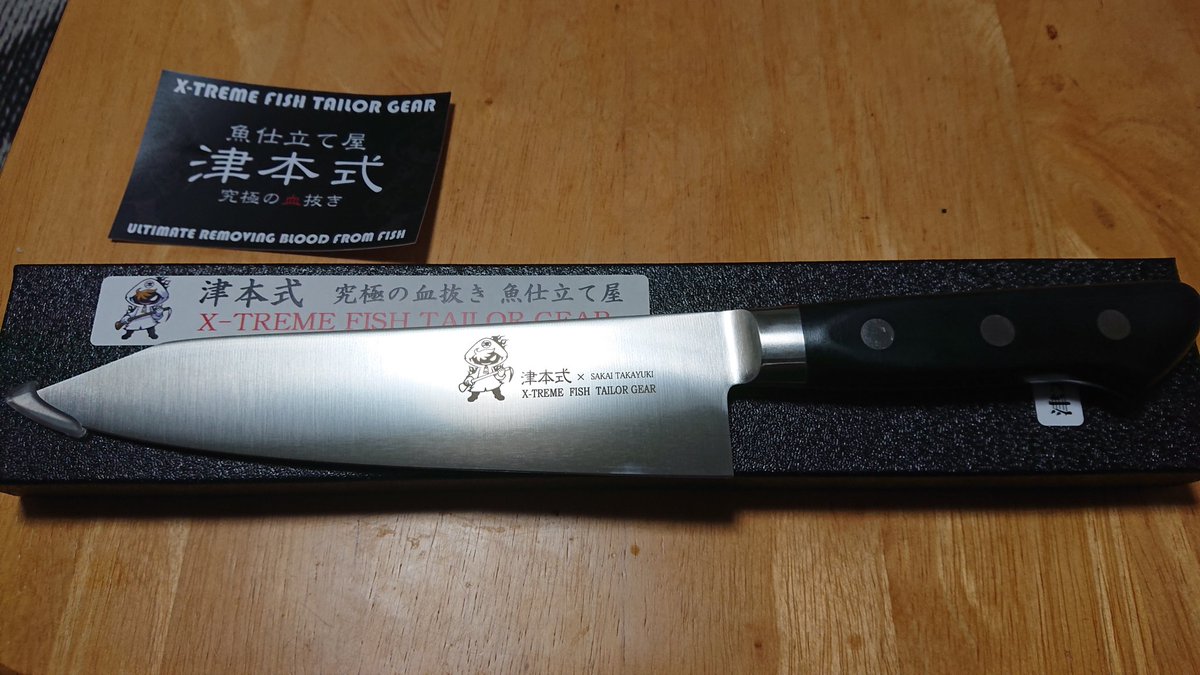 X-TREME FISH TAILOR GEAR
魚仕立て屋
津本式
究極の血抜き
ULTIMATE REMOVING BLOOD FROM FISH
津本式 究極の血抜き 魚仕立て屋
X-TREME FISH TAILOR GEAR
津本式 × SAKAI TAKAYUKI
X-TREME FISH TAILOR GEAR